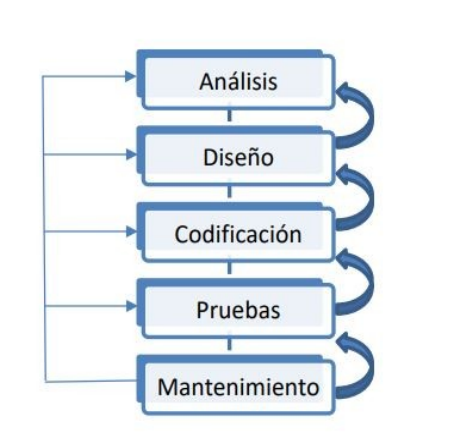 Análisis
Diseño
Codificación
Pruebas
Mantenimiento